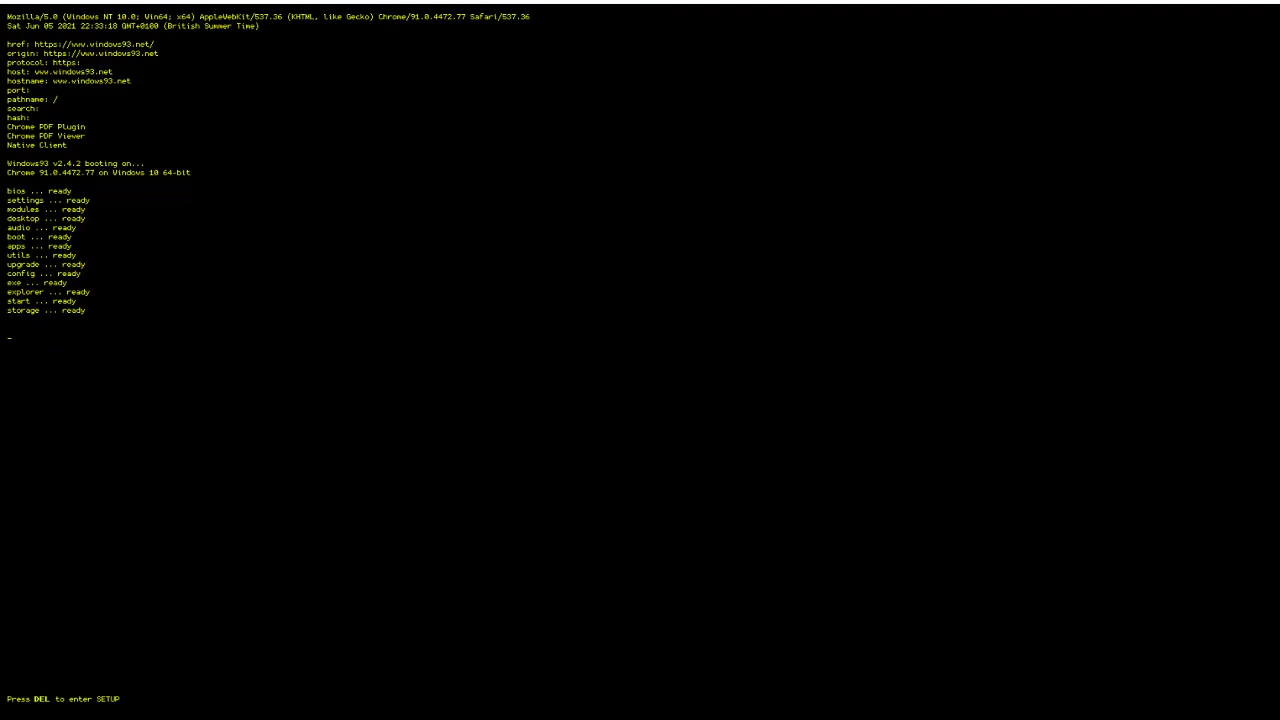 Mozilla/5.0 (Windows NT 10.0; Win64; x64) AppleWebKit/537.36 (KHTML, like Gecko) Chrome/91.0.4472.77 Safari/537.36
Sat Jun 05 2021 22:33:18 GMT+0100 (British Summer Time)
href: https://www.windows93.net/
origin: https://www.windows93.net
protocol: https:
host: www.windows93.net
hostname: www.windows93.net
port:
pathname: /
search:
hash:
Chrome PDF Plugin
Chrome PDF Viewer
Native Client
Windows93 v2.4.2 booting on...
Chrome 91.0.4472.77 on Windows 10 64-bit
bios ... ready
settings ... ready
modules ... ready
desktop ... ready
audio ... ready
boot ... ready
apps ... ready
utils ... ready
upgrade ... ready
config ... ready
exe ... ready
explorer ... ready
start ... ready
storage ... ready
_
Press DEL to enter SETUP